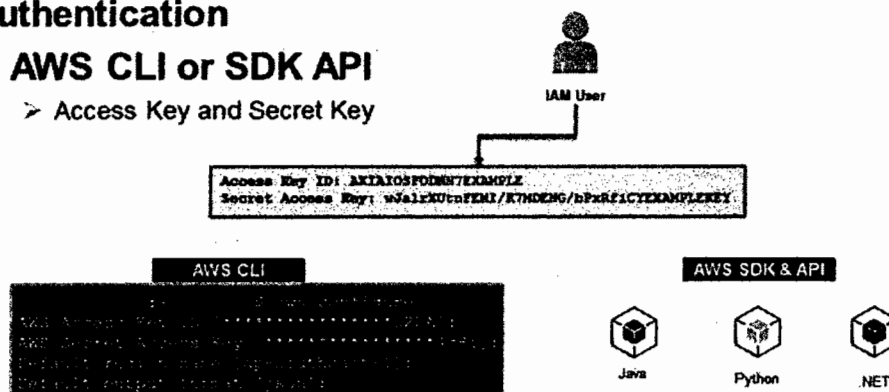 uthentication
AWS CLI or SDK API
➢ Access Key and Secret Key
IAM User
Access Key ID: AKIAIOSFODNN7EXAMPLE
Secret Access Key: wJalrXUtnFEMI/K7MDENG/bPxRfiCYEXAMPLEKEY
AWS CLI
AWS SDK & API
Java
Python
.NET